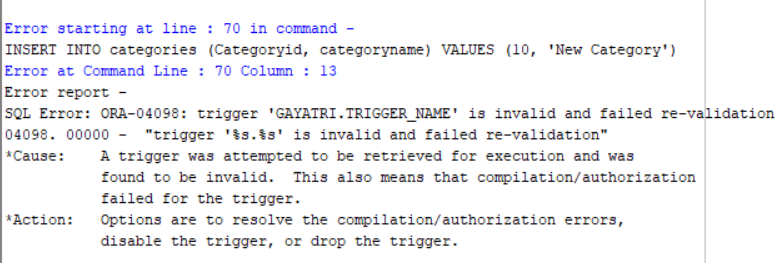 Error starting at line : 70 in command -
INSERT INTO categories (Categoryid, categoryname) VALUES (10, 'New Category')
Error at Command Line : 70 Column : 13
Error report -
SQL Error: ORA-04098: trigger 'GAYATRI.TRIGGER_NAME' is invalid and failed re-validation
04098. 00000 -  "trigger '%s.%s' is invalid and failed re-validation"
*Cause:    A trigger was attempted to be retrieved for execution and was
           found to be invalid.  This also means that compilation/authorization
           failed for the trigger.
*Action:   Options are to resolve the compilation/authorization errors,
           disable the trigger, or drop the trigger.